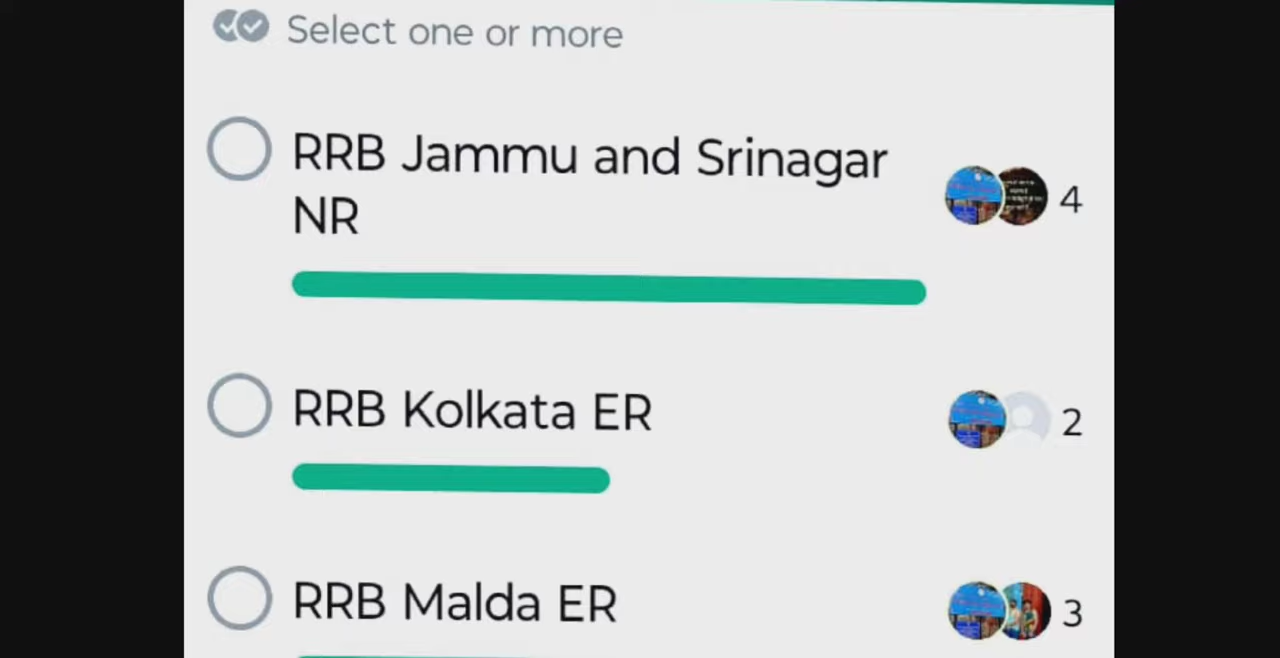 Select one or more
RRB Jammu and Srinagar
NR
4
RRB Kolkata ER
2
RRB Malda ER
3